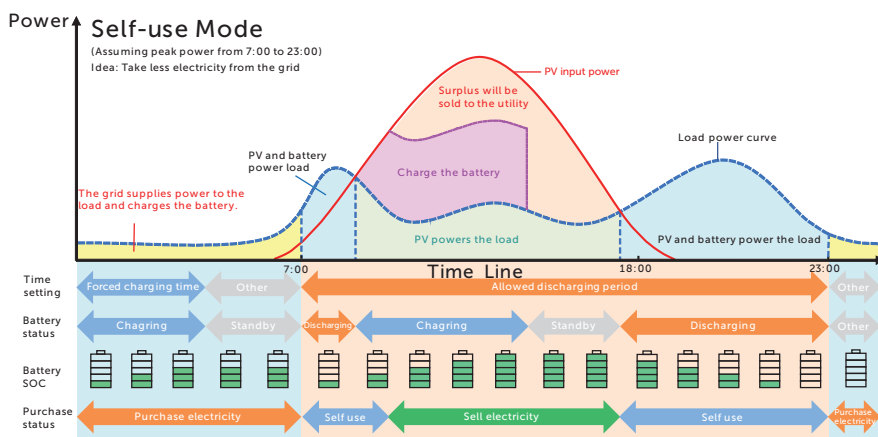 Power
Self-use Mode
(Assuming peak power from 7:00 to 23:00)
Idea: Take less electricity from the grid
PV input power
Surplus will be
sold to the utility
Load power curve
PV and battery
power load
Charge the battery
The grid supplies power to the
load and charges the battery.
PV powers the load
PV and battery power the load
7:00
Time Line
18:00
23:00
Time
setting
Forced charging time
Other
Allowed discharging period
Other
Battery
status
Chagring
Standby
Discharging
Chagring
Standby
Discharging
Other
Battery
SOC
Purchase
status
Purchase electricity
Self use
Sell electricity
Self use
Purchase
electricity